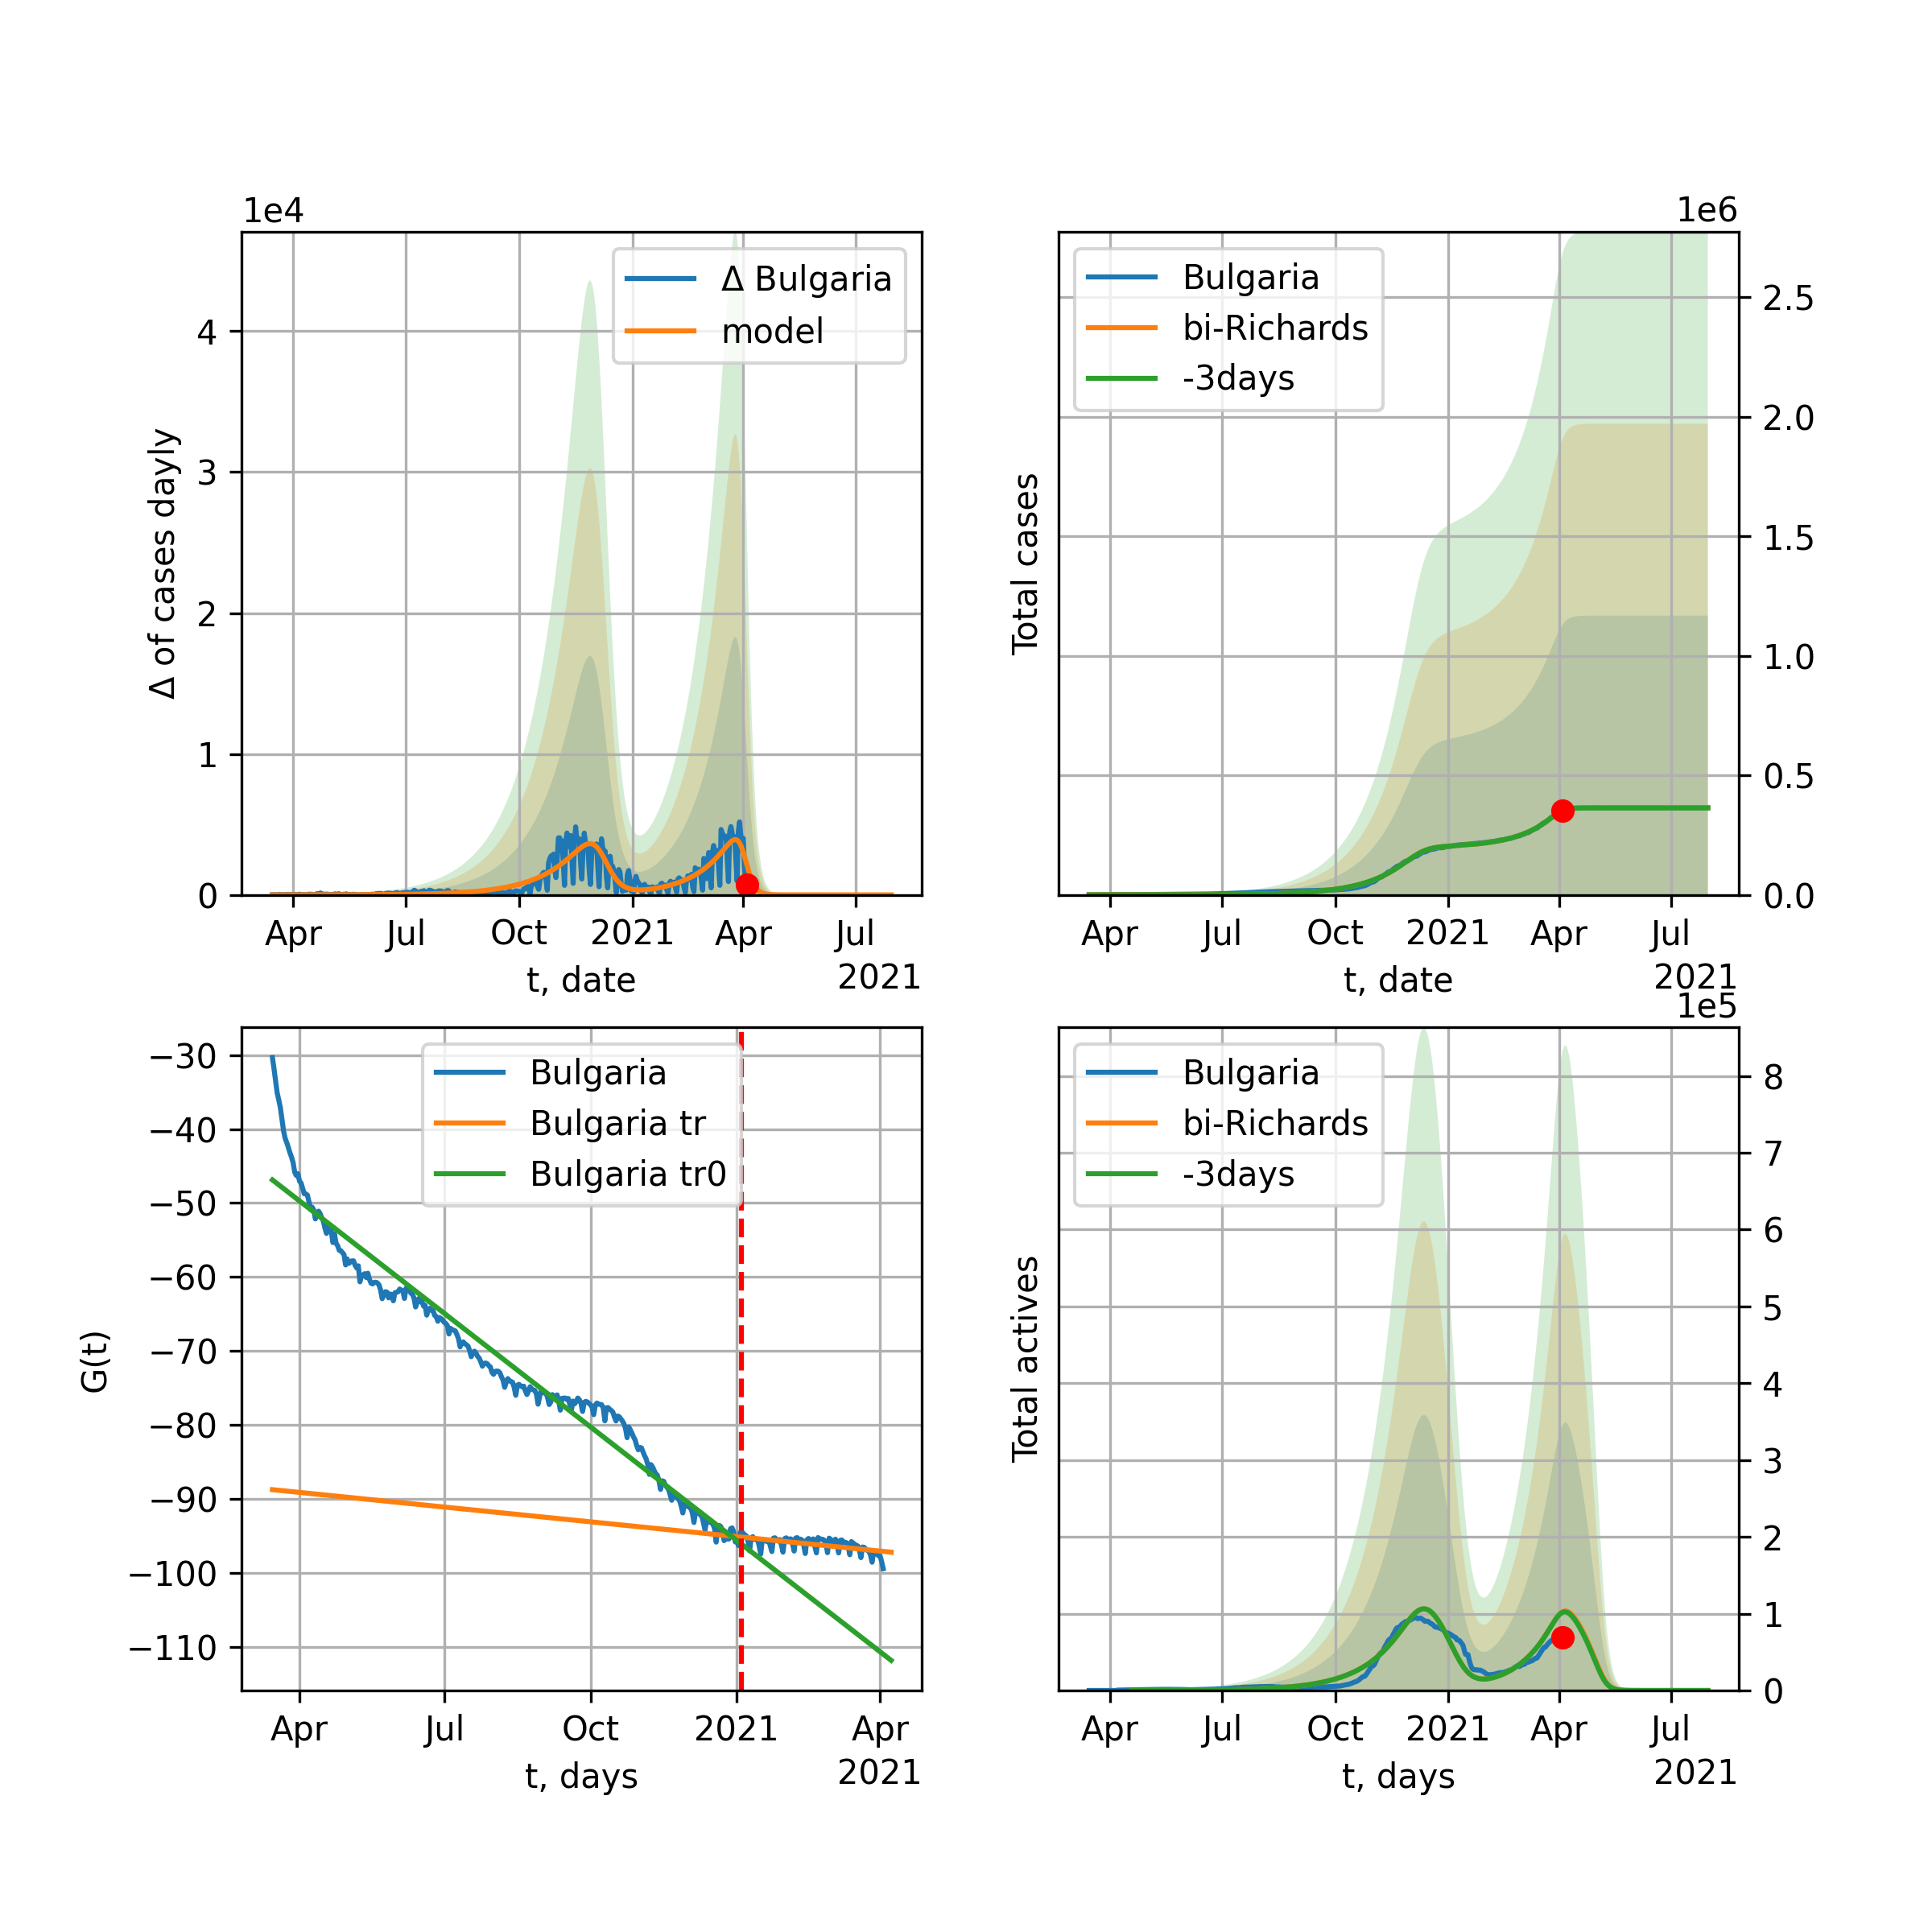 1e4
Δ Bulgaria
model
4
3
2
1
0
Δ of cases dayly
Apr Jul Oct 2021 Apr Jul
t, date
2021
1e6
Bulgaria
bi-Richards
-3days
2.5
2.0
1.5
1.0
0.5
0.0
Total cases
Apr Jul Oct 2021 Apr Jul
t, date
2021
Bulgaria
Bulgaria tr
Bulgaria tr0
−30
−40
−50
−60
−70
−80
−90
−100
−110
G(t)
Apr Jul Oct 2021 Apr
t, days
2021
1e5
Bulgaria
bi-Richards
-3days
8
7
6
5
4
3
2
1
0
Total actives
Apr Jul Oct 2021 Apr Jul
t, days
2021